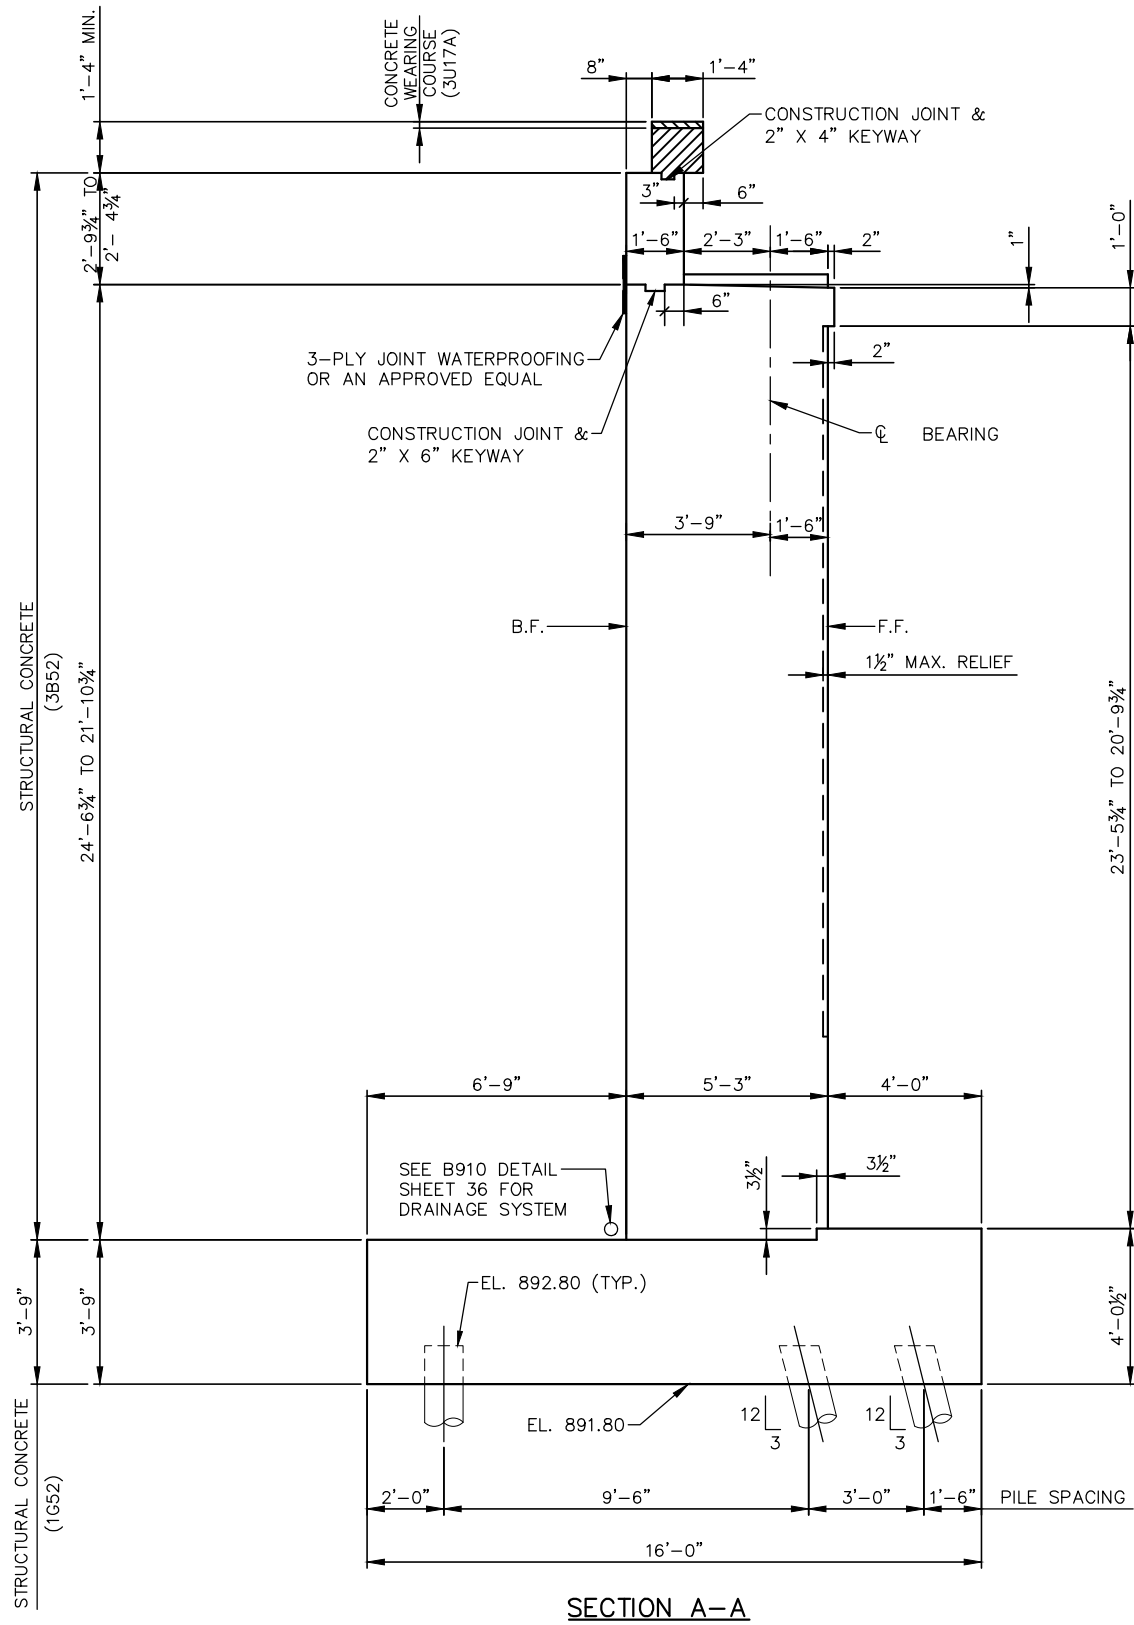 1'-4" MIN.
CONCRETE
WEARING
COURSE
(3U17A)
8"
1'-4"
CONSTRUCTION JOINT &
2" X 4" KEYWAY
2'-9¾" TO
2'- 4¾"
3"
6"
1'-6"
2'-3"
1'-6"
2"
1"
1'-0"
6"
3-PLY JOINT WATERPROOFING
OR AN APPROVED EQUAL
2"
CONSTRUCTION JOINT &
2" X 6" KEYWAY
℄ BEARING
3'-9"
1'-6"
B.F.
F.F.
1½" MAX. RELIEF
STRUCTURAL CONCRETE
(3B52)
24'-6¾" TO 21'-10¾"
23'-5¾" TO 20'-9¾"
6'-9"
5'-3"
4'-0"
SEE B910 DETAIL
SHEET 36 FOR
DRAINAGE SYSTEM
3½"
3½"
EL. 892.80 (TYP.)
3'-9"
3'-9"
4'-0½"
EL. 891.80
12
3
12
3
STRUCTURAL CONCRETE
(1G52)
2'-0"
9'-6"
3'-0"
1'-6"
PILE SPACING
16'-0"
SECTION A-A